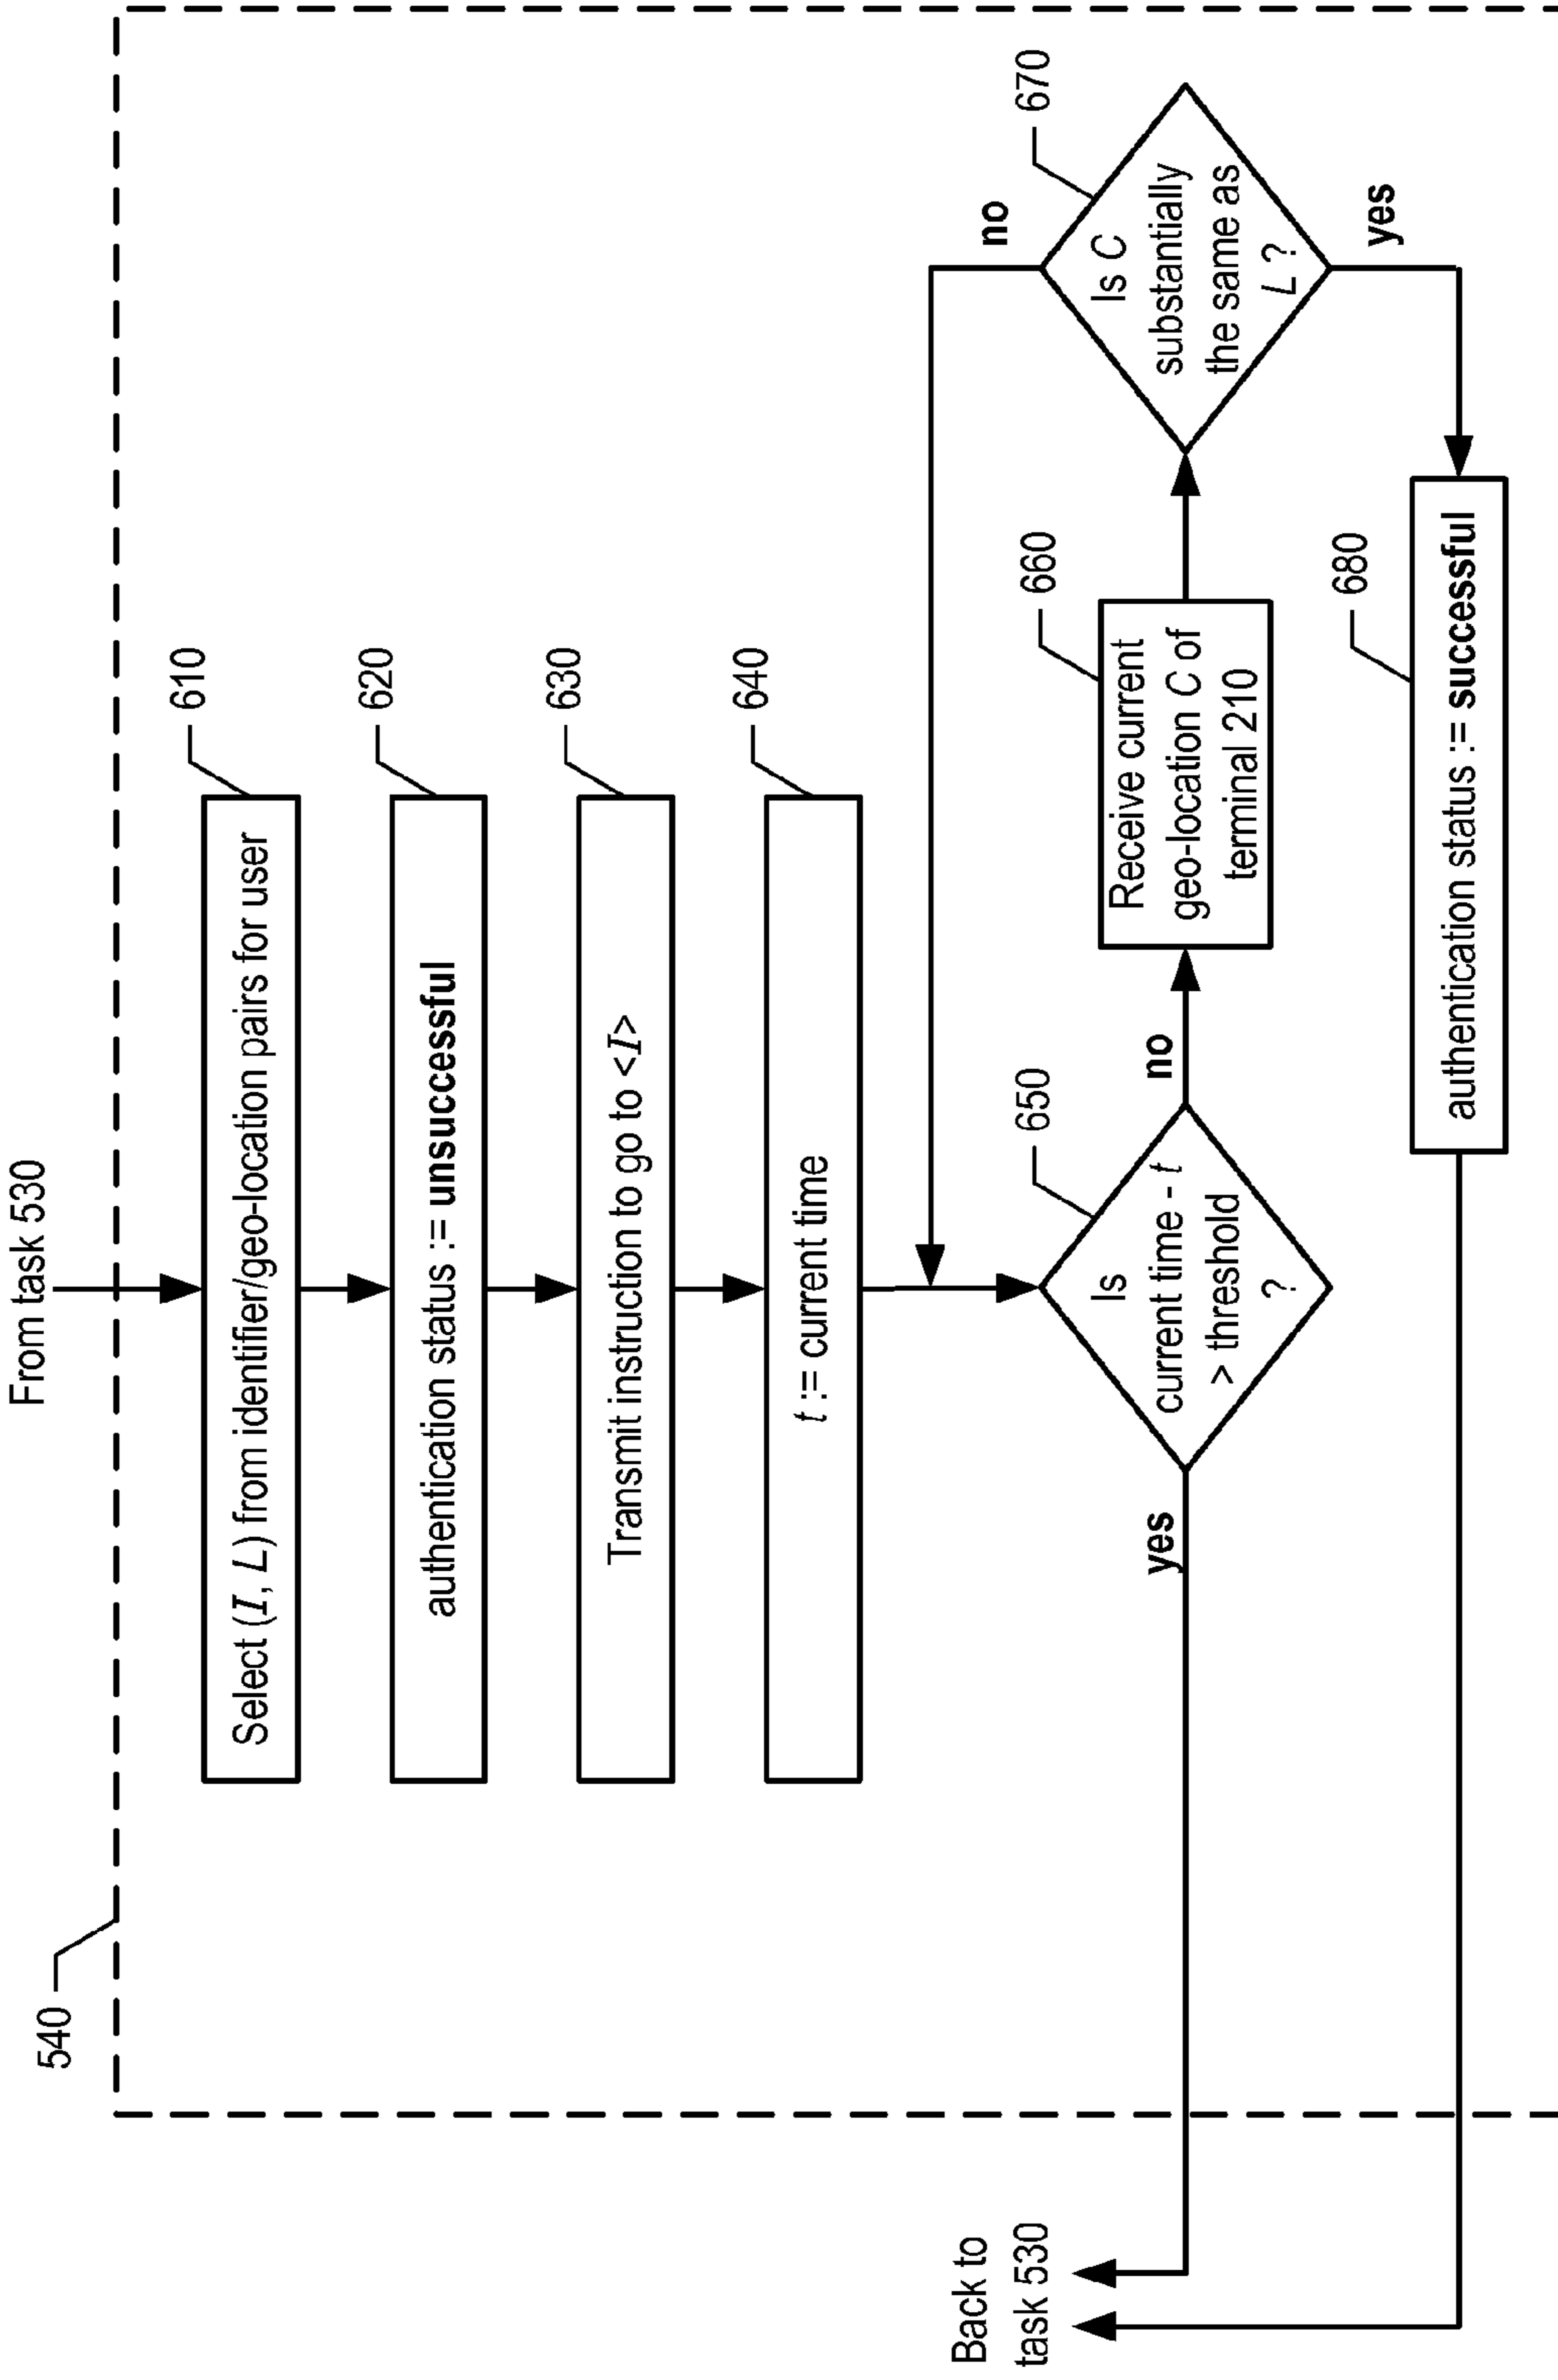 From task 530
540
610
Select (I, L) from identifier/geo-location pairs for user
620
authentication status := unsuccessful
630
Transmit instruction to go to <I>
640
t := current time
650
Is
current time - t
> threshold
?
yes
no
660
Receive current
geo-location C of
terminal 210
670
Is C
substantially
the same as
L ?
no
yes
680
authentication status := successful
Back to
task 530